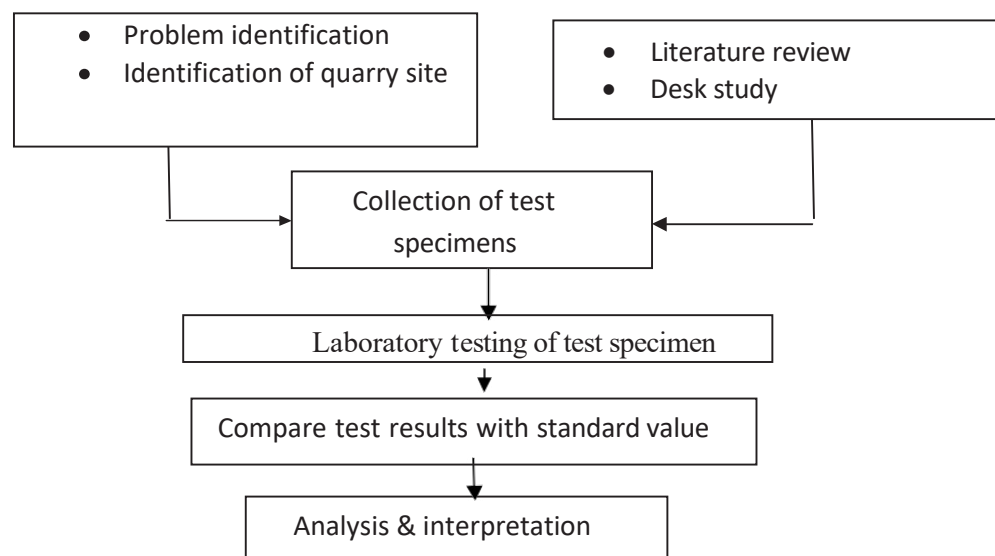 ● Problem identification
● Identification of quarry site
● Literature review
● Desk study
Collection of test
specimens
Laboratory testing of test specimen
Compare test results with standard value
Analysis & interpretation